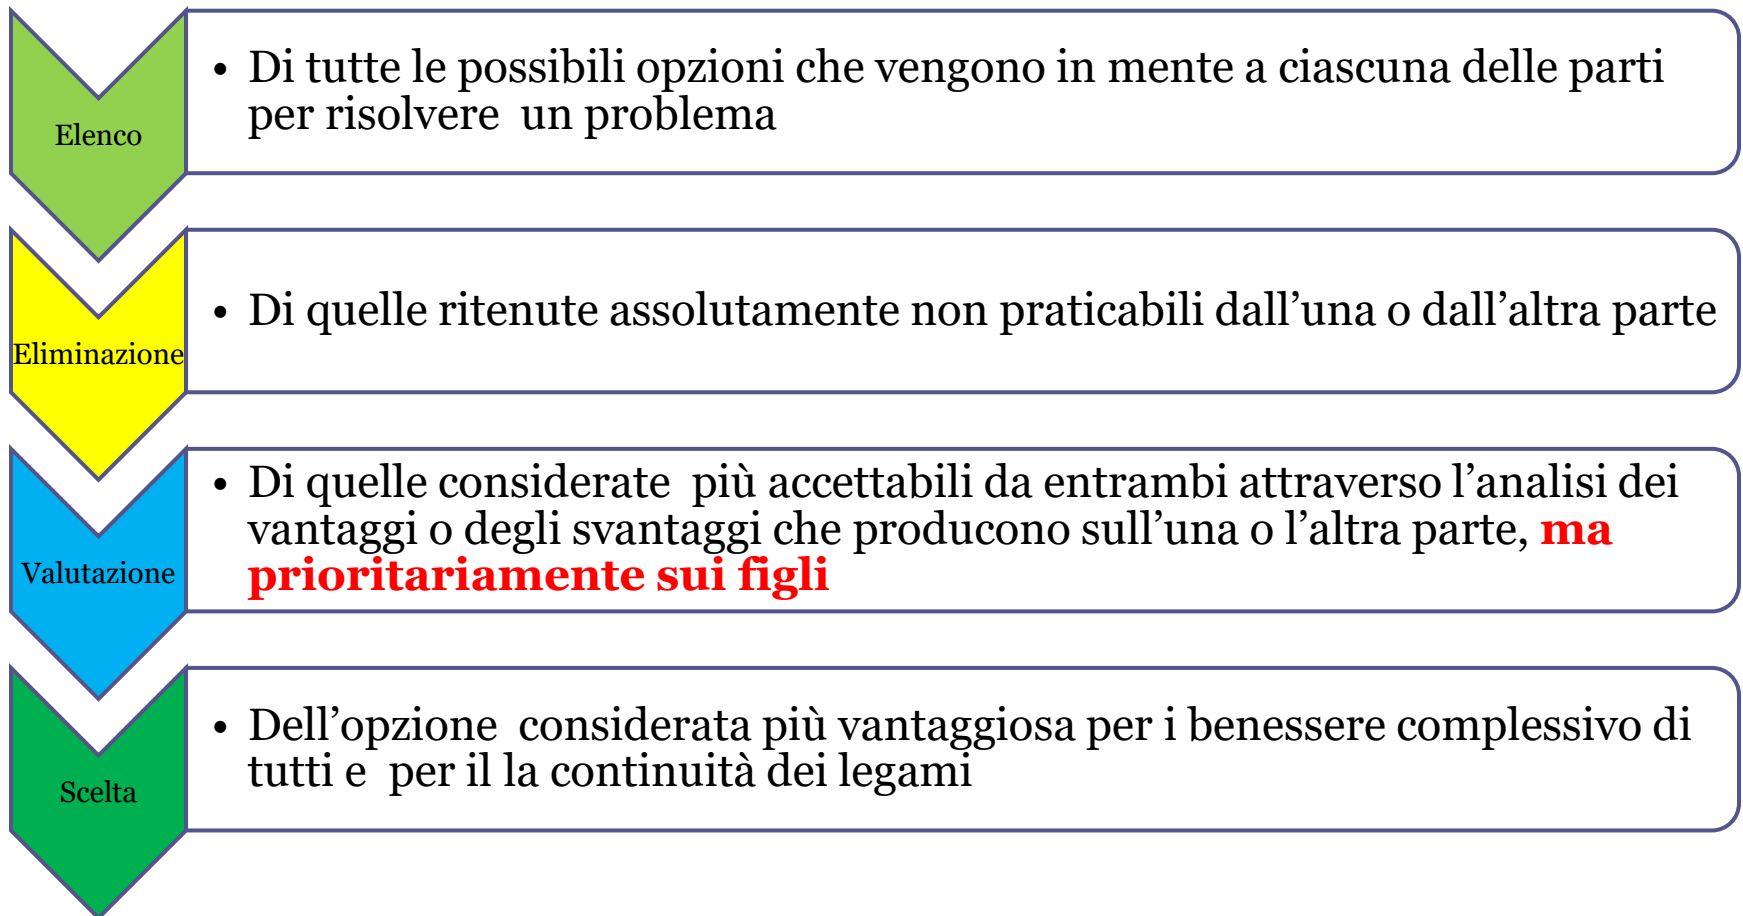 Elenco
• Di tutte le possibili opzioni che vengono in mente a ciascuna delle parti
per risolvere  un problema
Eliminazione
• Di quelle ritenute assolutamente non praticabili dall’una o dall’altra parte
Valutazione
• Di quelle considerate  più accettabili da entrambi attraverso l’analisi dei
vantaggi o degli svantaggi che producono sull’una o l’altra parte, ma
prioritariamente sui figli
Scelta
• Dell’opzione  considerata più vantaggiosa per i benessere complessivo di
tutti e  per il la continuità dei legami